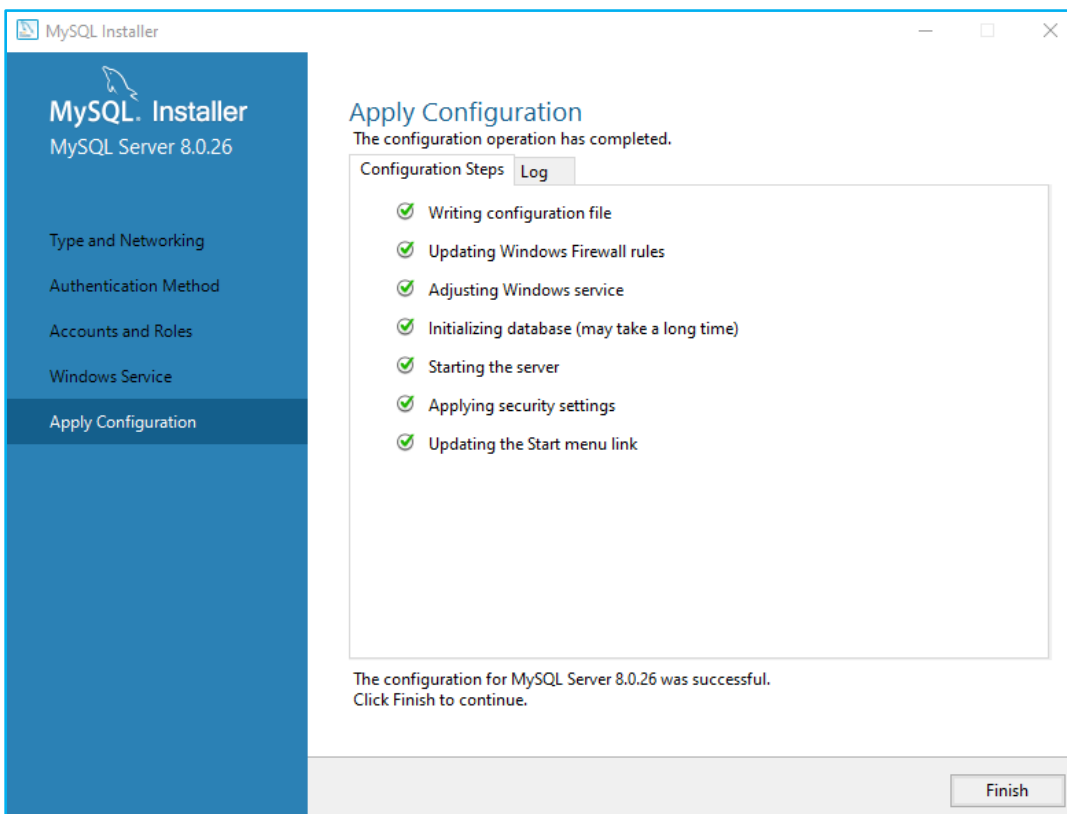 MySQL Installer
MySQL. Installer
MySQL Server 8.0.26
Type and Networking
Authentication Method
Accounts and Roles
Windows Service
Apply Configuration
Apply Configuration
The configuration operation has completed.
Configuration Steps Log
Writing configuration file
Updating Windows Firewall rules
Adjusting Windows service
Initializing database (may take a long time)
Starting the server
Applying security settings
Updating the Start menu link
The configuration for MySQL Server 8.0.26 was successful.
Click Finish to continue.
Finish